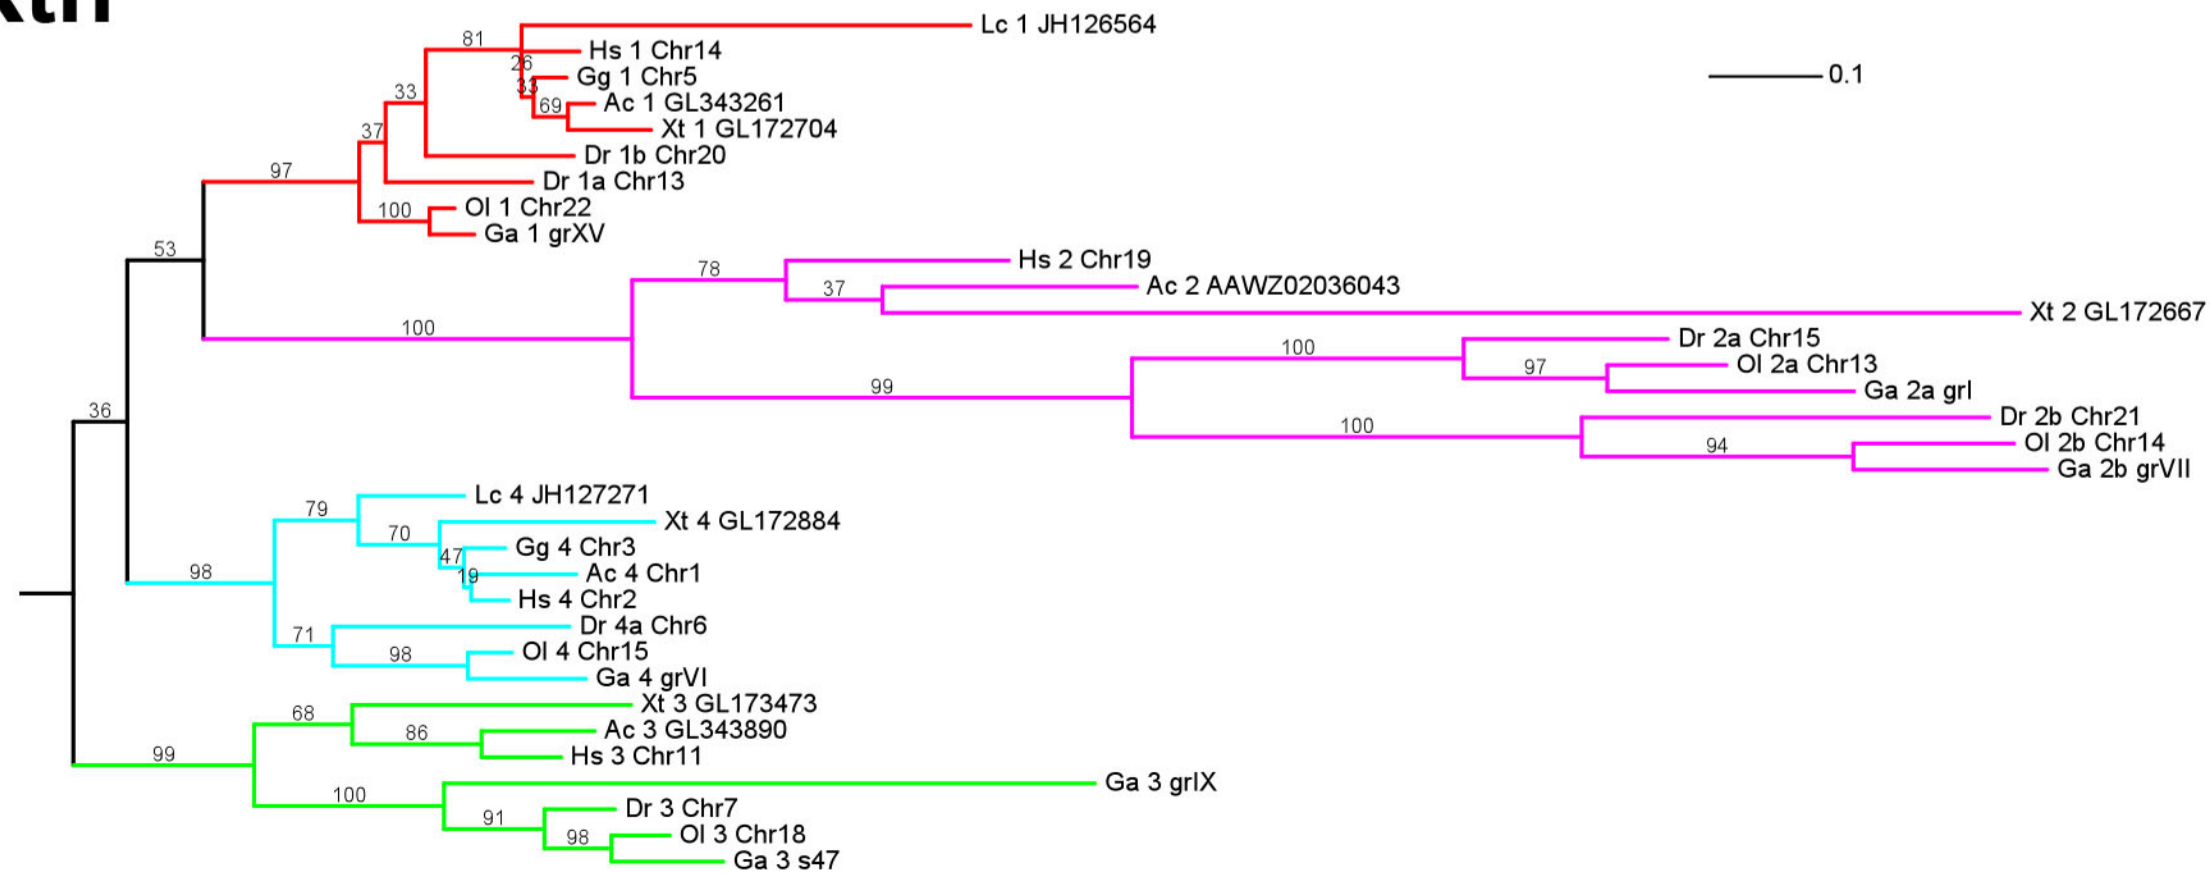 Lc 1 JH126564
81
Hs 1 Chr14
26
Gg 1 Chr5
0.1
33
33
Ac 1 GL343261
69
Xt 1 GL172704
37
Dr 1b Chr20
97
Dr 1a Chr13
Ol 1 Chr22
100
Ga 1 grXV
53
Hs 2 Chr19
78
Ac 2 AAWZ02036043
37
Xt 2 GL172667
100
Dr 2a Chr15
100
Ol 2a Chr13
97
99
Ga 2a grI
36
Dr 2b Chr21
100
Ol 2b Chr14
94
Ga 2b grVII
Lc 4 JH127271
79
Xt 4 GL172884
70
Gg 4 Chr3
47
Ac 4 Chr1
98
19
Hs 4 Chr2
Dr 4a Chr6
71
Ol 4 Chr15
98
Ga 4 grVI
Xt 3 GL173473
68
Ac 3 GL343890
86
Hs 3 Chr11
99
Ga 3 grIX
100
Dr 3 Chr7
91
Ol 3 Chr18
98
Ga 3 s47